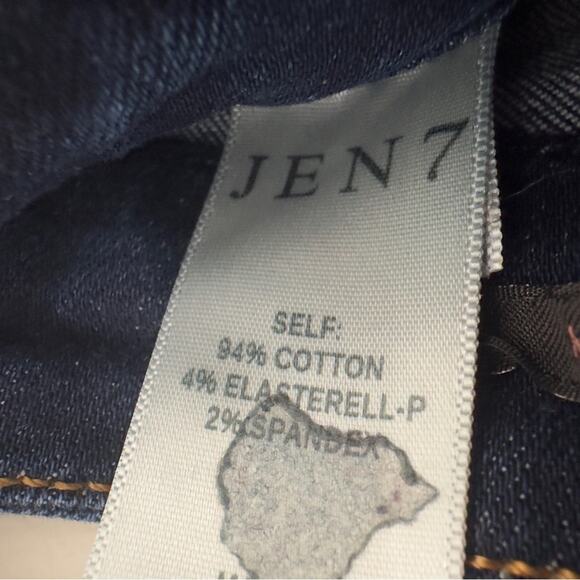 JEN7
SELF:
94% COTTON
4% ELASTERELL-P
2% SPANDEX